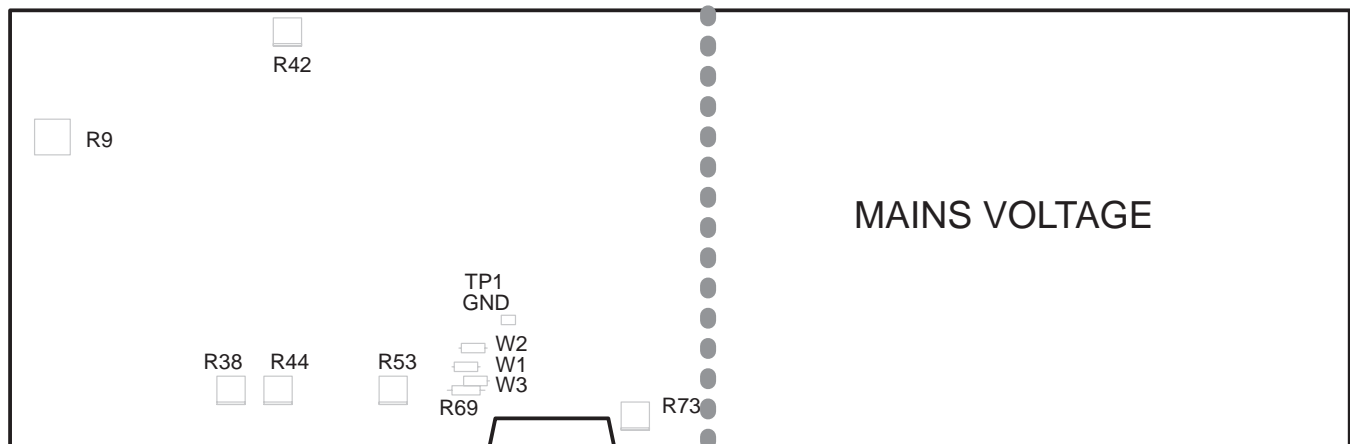 R42
R9
MAINS VOLTAGE
TP1
GND
W2
R38 R44 R53 W1
W3
R69 R73